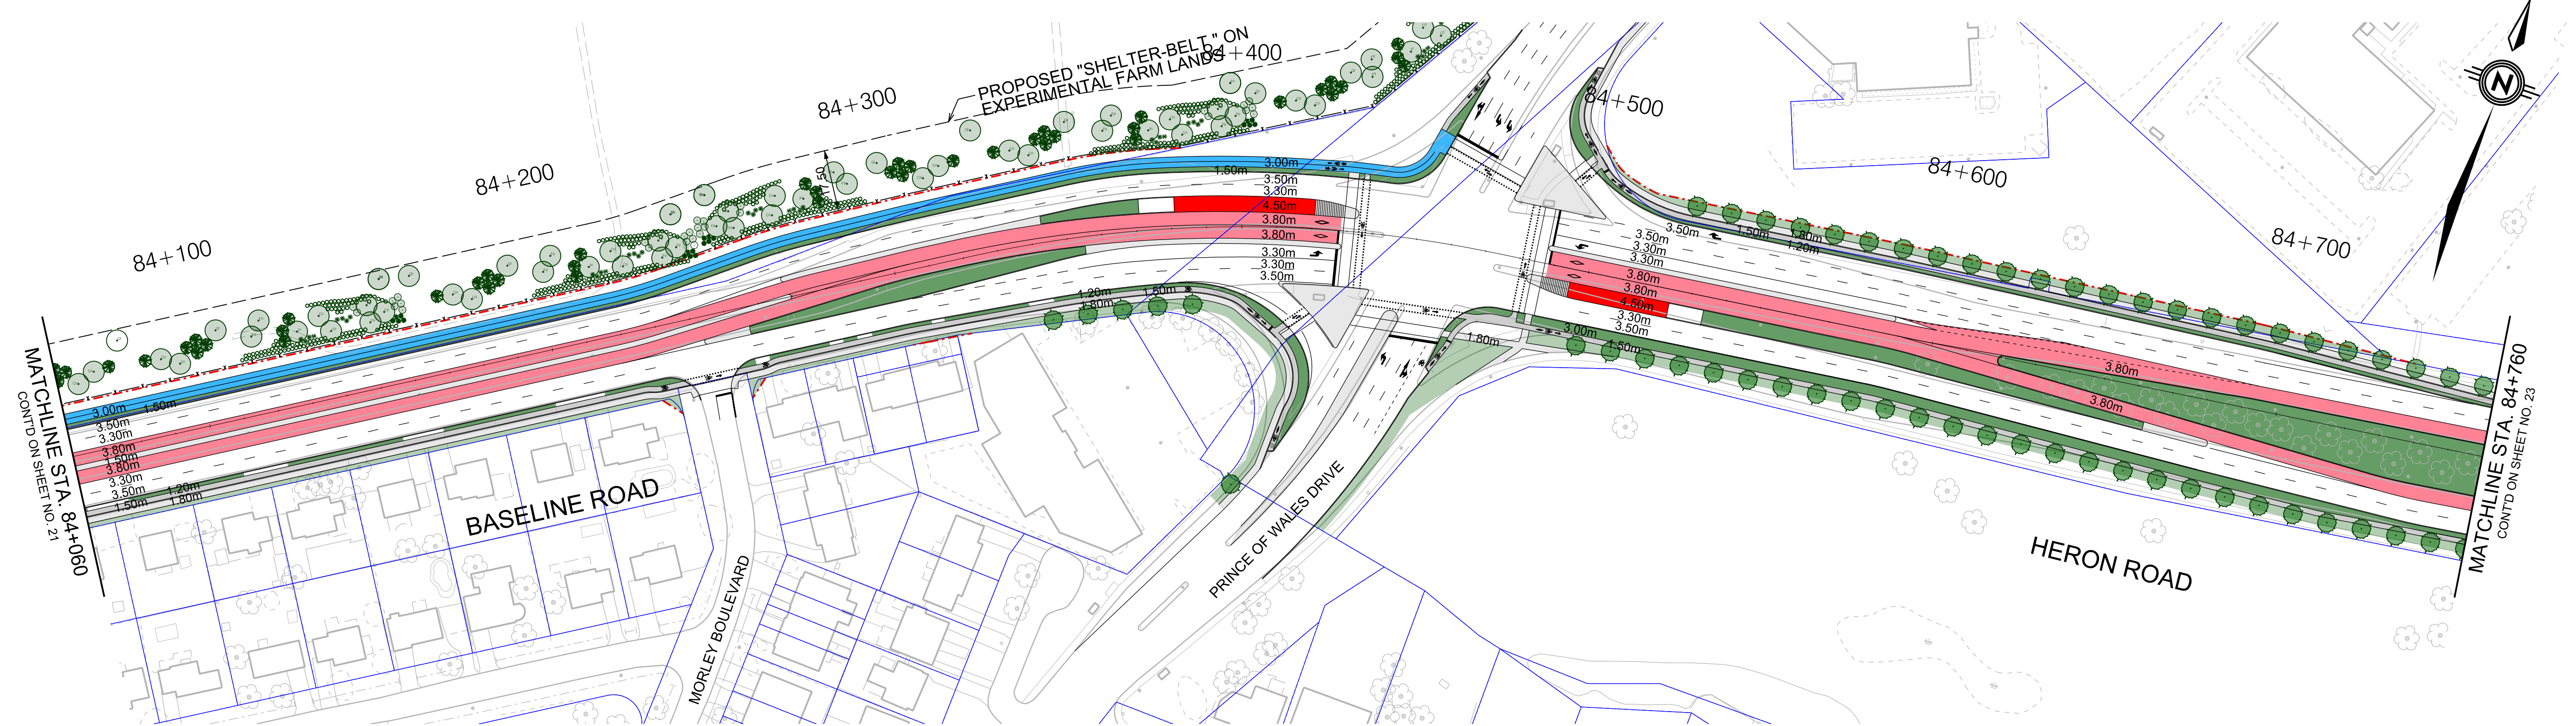 PROPOSED "SHELTER-BELT" ON
EXPERIMENTAL FARM LANDS
84+100
84+200
84+300
84+400
84+500
84+600
84+700
N
MATCHLINE STA. 84+060
CONT'D ON SHEET NO. 21
3.00m
1.50m
3.50m
3.30m
3.80m
1.50m
3.80m
3.30m
3.50m
1.20m
1.50m
1.80m
BASELINE ROAD
MORLEY BOULEVARD
1.20m
1.50m
1.80m
3.00m
1.50m
3.50m
3.30m
4.50m
3.80m
3.80m
3.30m
3.30m
3.50m
PRINCE OF WALES DRIVE
1.80m
3.50m
1.50m
1.80m
1.20m
3.50m
3.30m
3.30m
3.80m
3.80m
4.50m
3.30m
3.50m
3.00m
1.50m
3.80m
3.80m
HERON ROAD
MATCHLINE STA. 84+760
CONT'D ON SHEET NO. 23